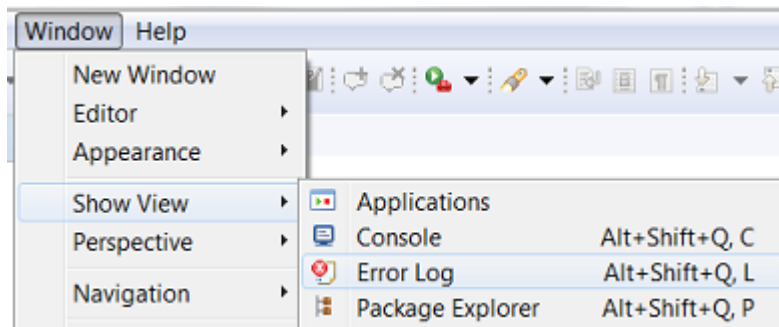 Window Help
New Window
Editor
Appearance
Show View
Perspective
Navigation
Applications
Console Alt+Shift+Q, C
Error Log Alt+Shift+Q, L
Package Explorer Alt+Shift+Q, P